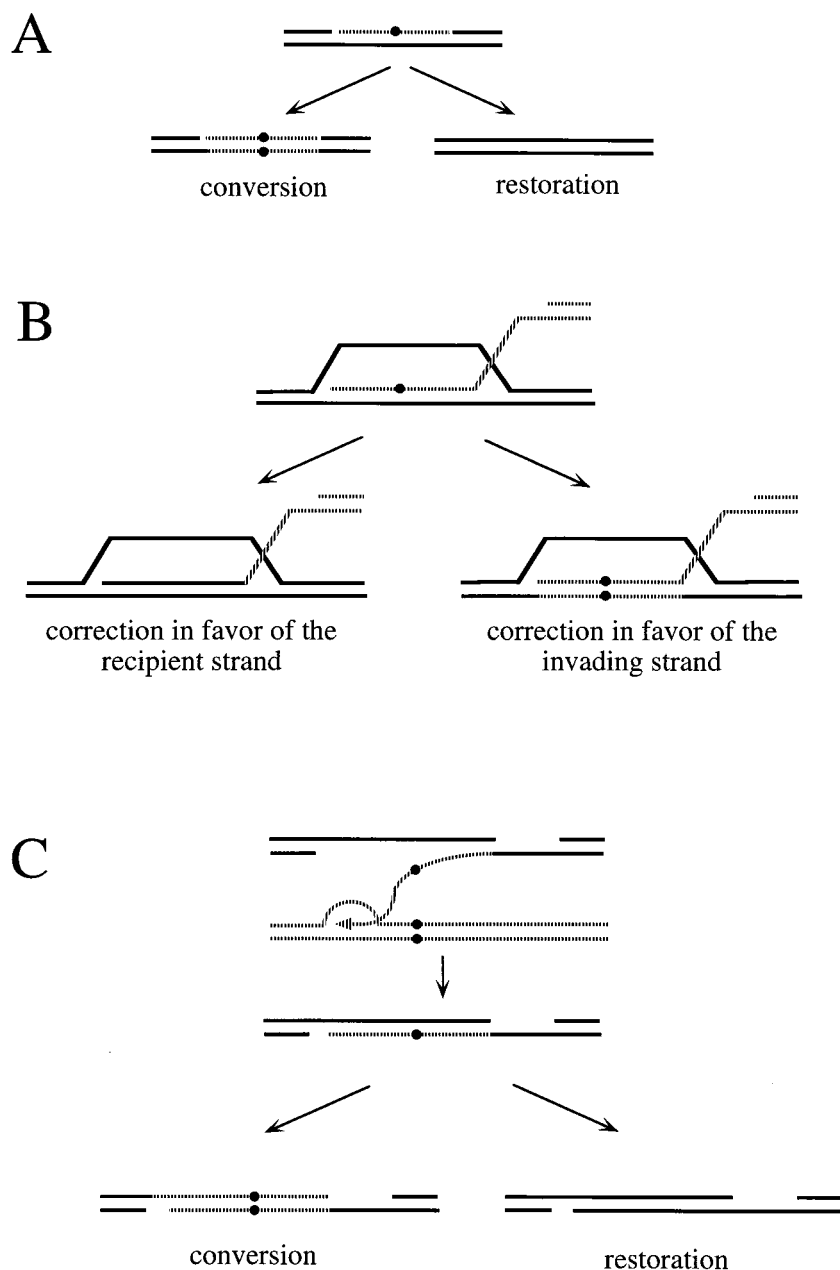 A
conversion
restoration
B
correction in favor of the
recipient strand
correction in favor of the
invading strand
C
conversion
restoration